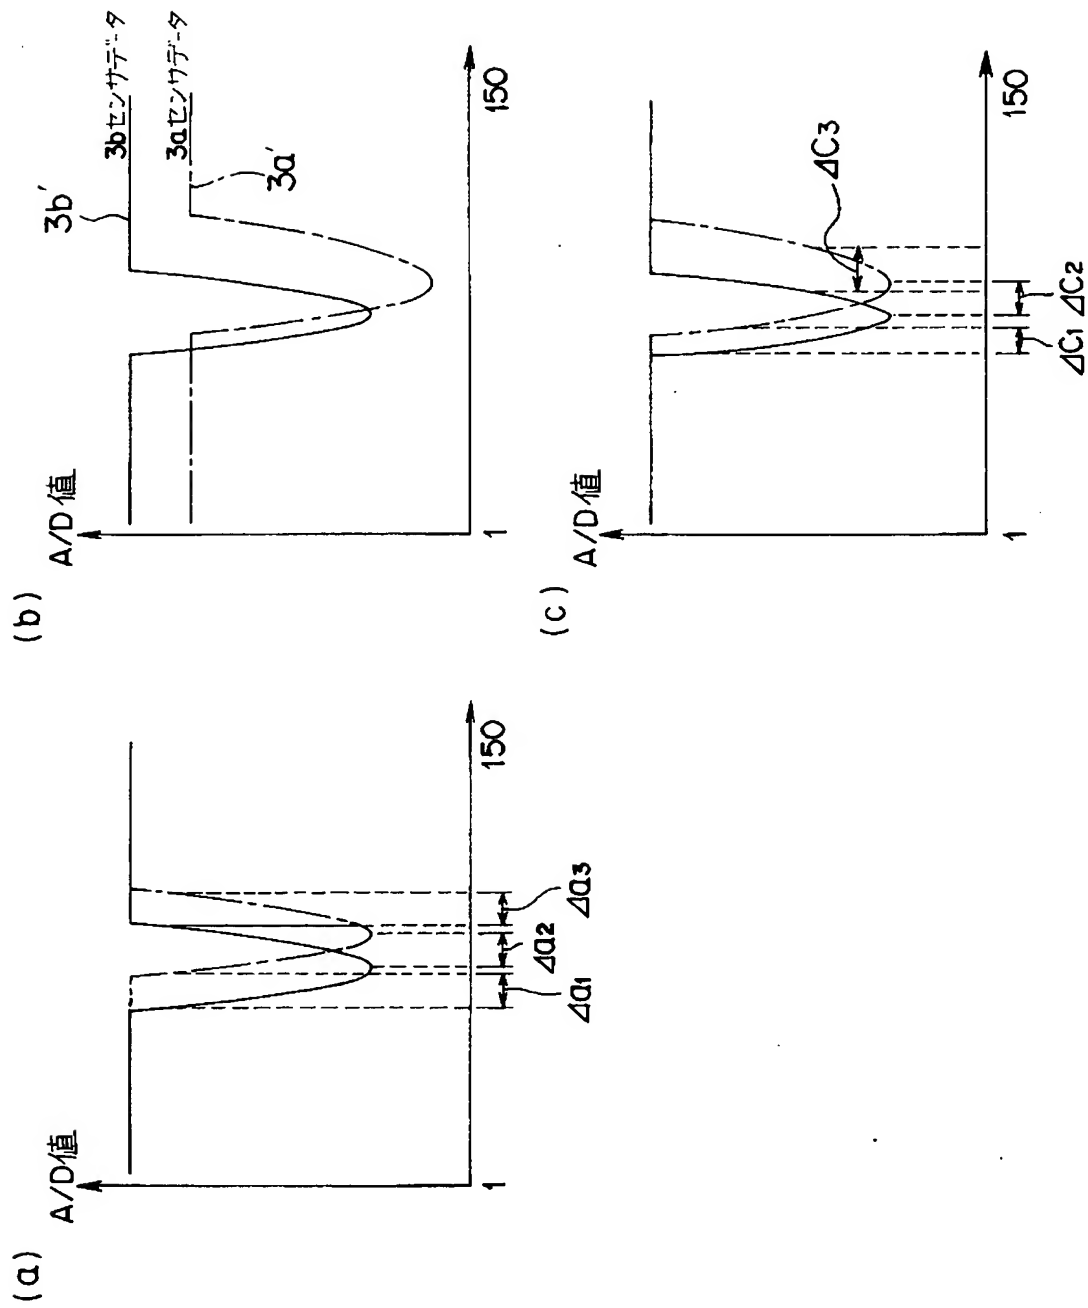 (a)
A/D値
1
150
Δa1
Δa2
Δa3
(b)
A/D値
3b′
3bセンサデータ
3aセンサデータ
3a′
1
150
(c)
A/D値
ΔC3
1
150
ΔC1
ΔC2